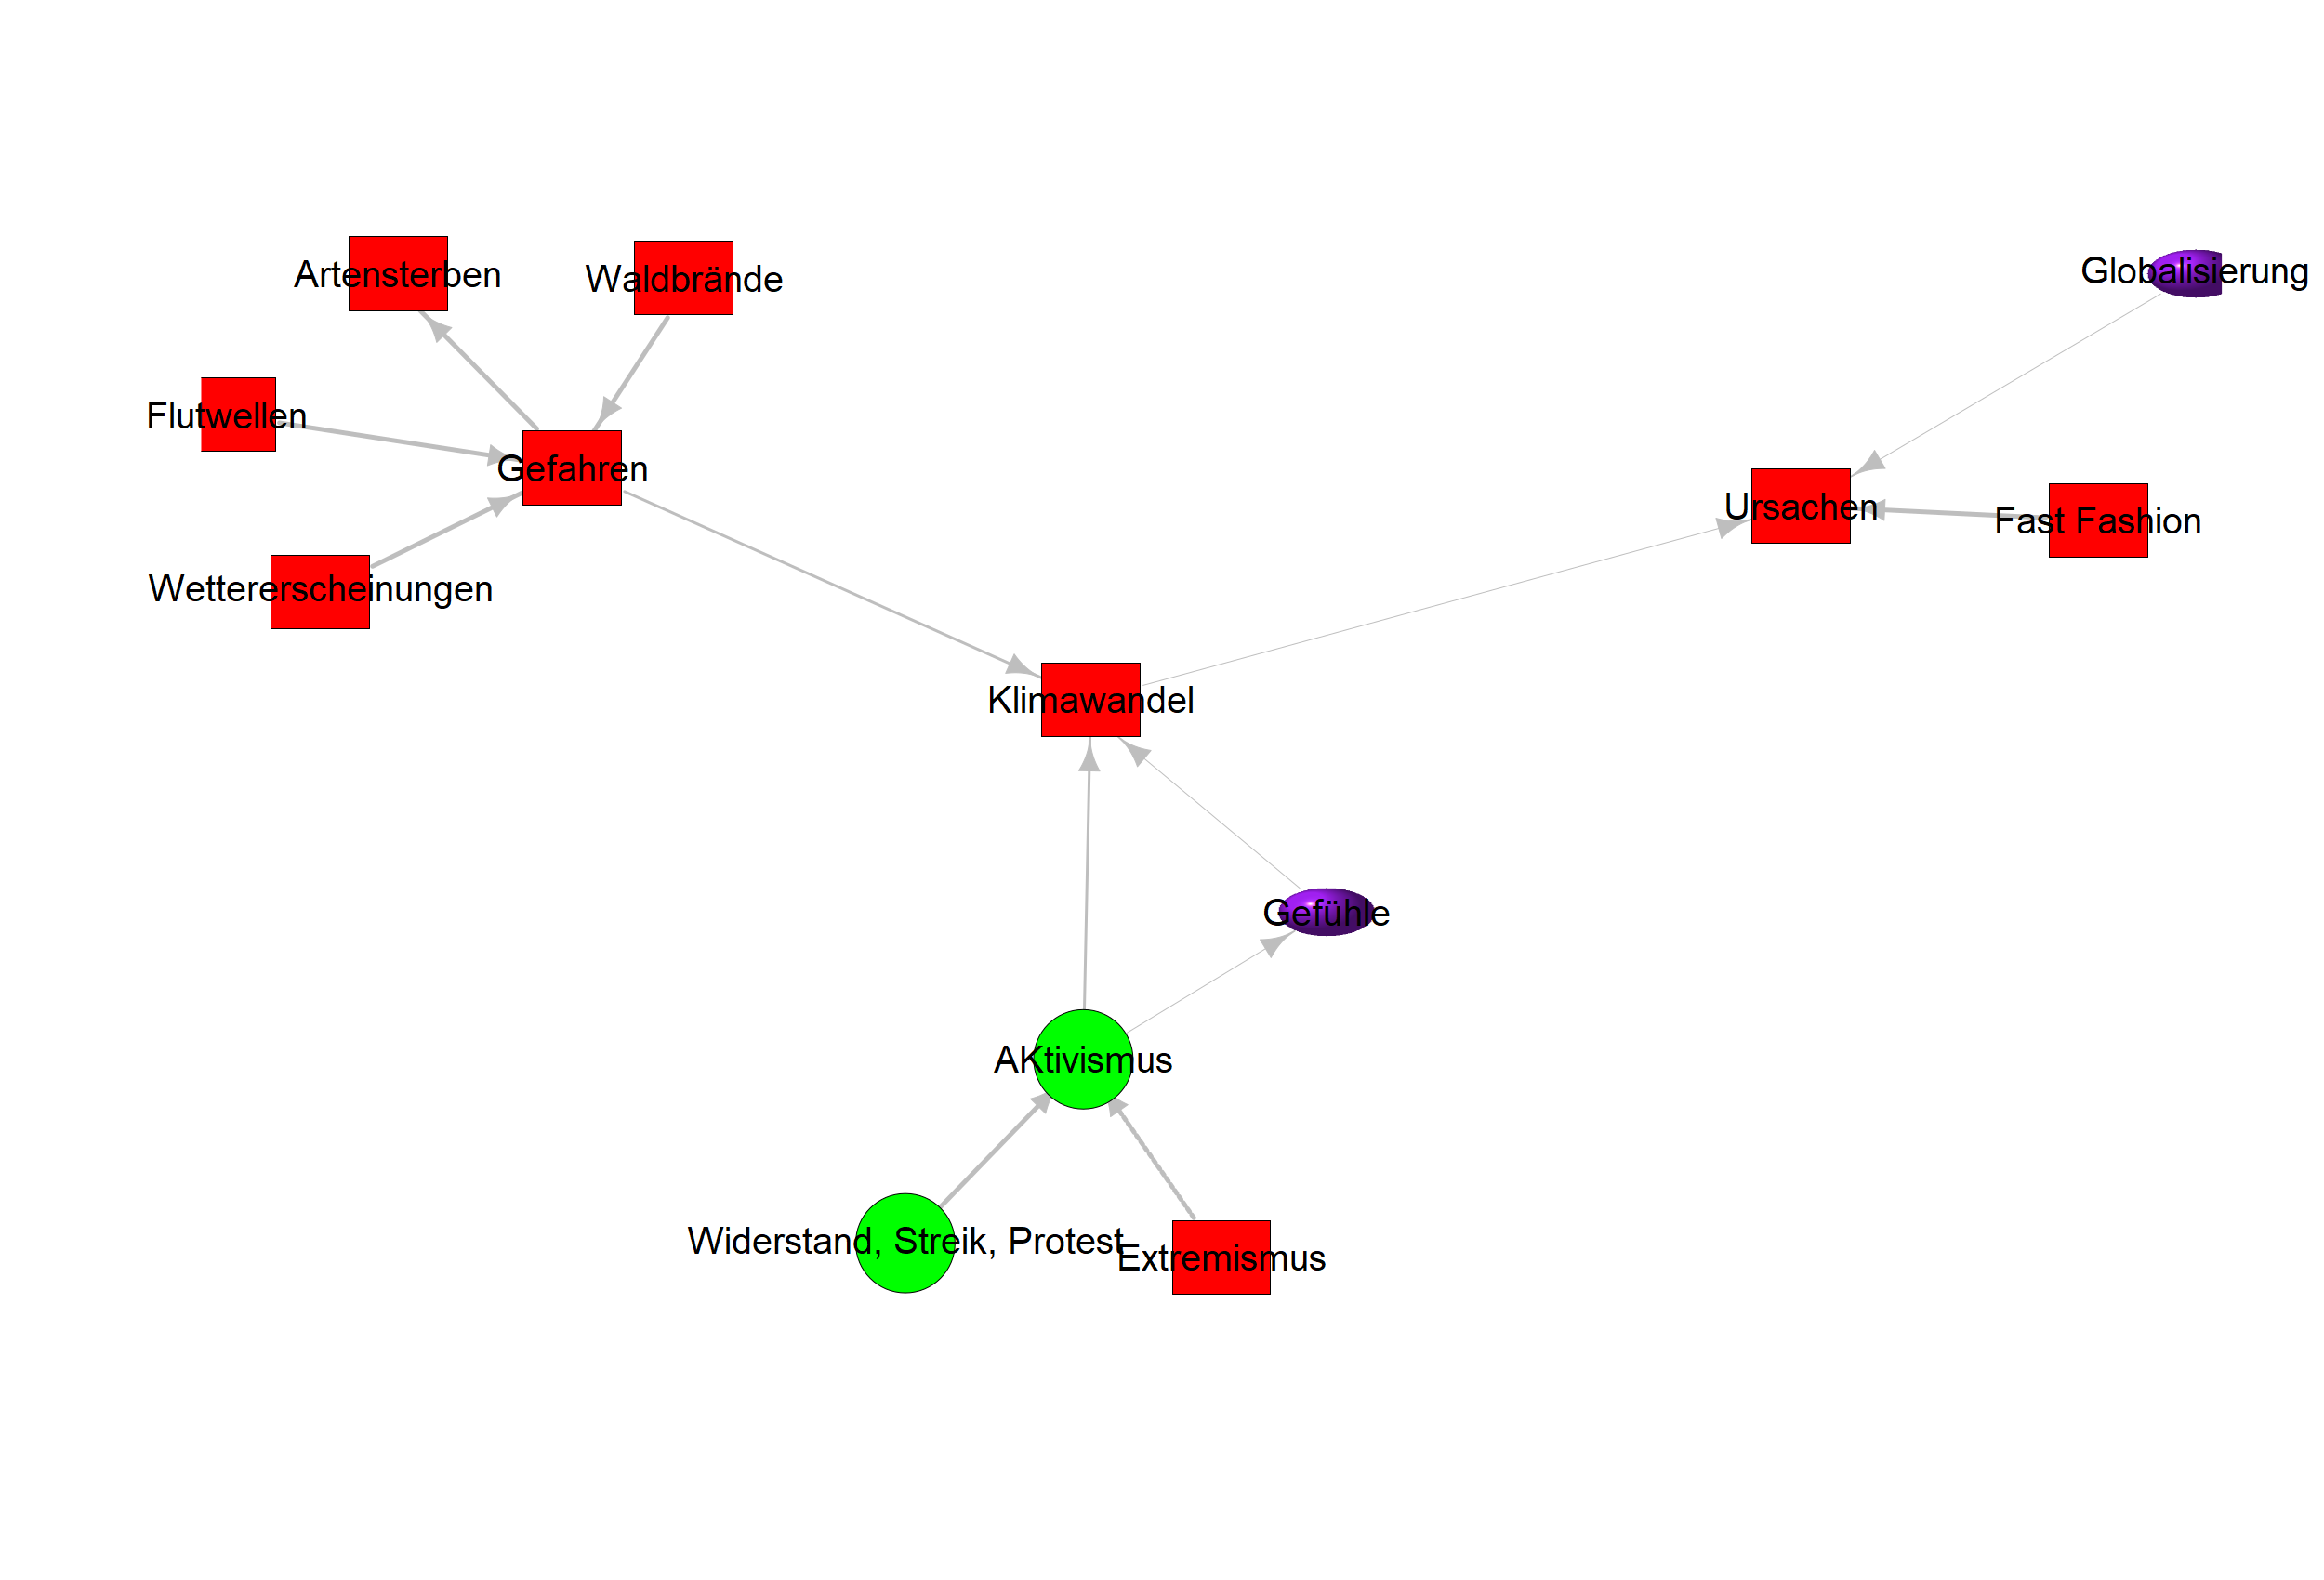 Artensterben
Waldbrände
Globalisierung
Flutwellen
Gefahren
Ursachen
Fast Fashion
Wettererscheinungen
Klimawandel
Gefühle
AKtivismus
Widerstand, Streik, Protest
Extremismus